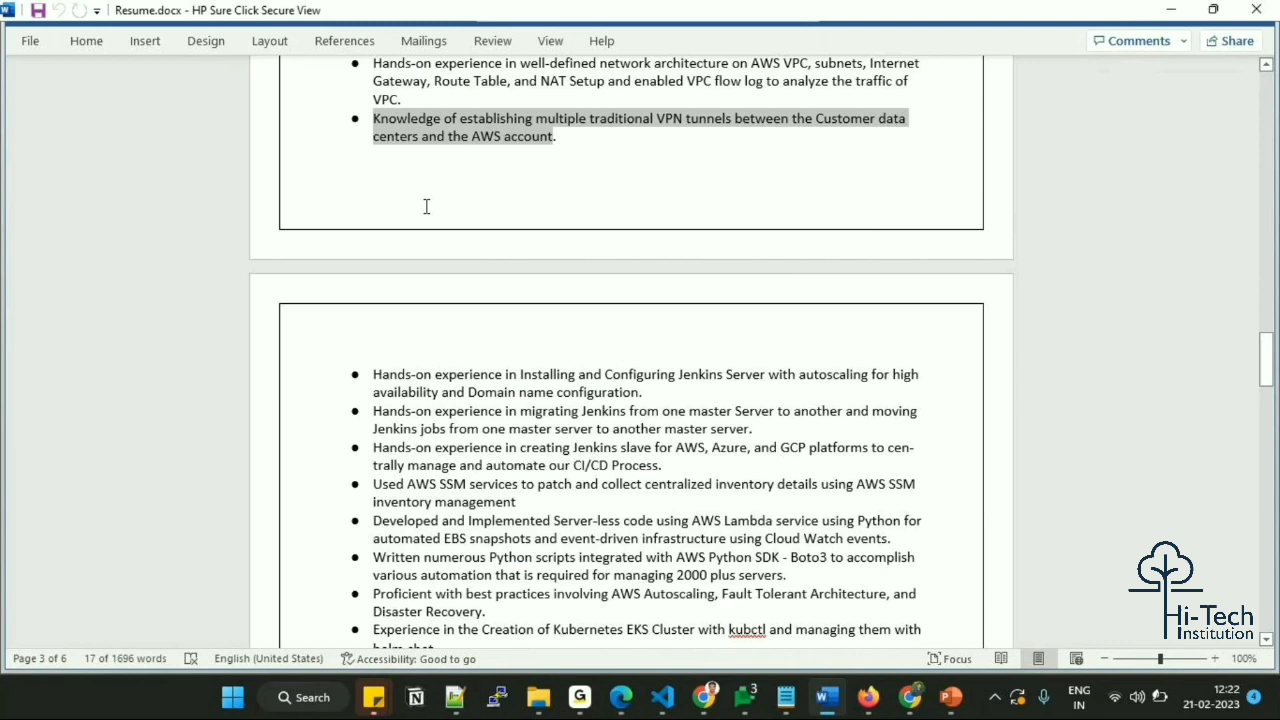 Resume.docx - HP Sure Click Secure View
File Home Insert Design Layout References Mailings Review View Help Comments Share
● Hands-on experience in well-defined network architecture on AWS VPC, subnets, Internet
Gateway, Route Table, and NAT Setup and enabled VPC flow log to analyze the traffic of
VPC.
● Knowledge of establishing multiple traditional VPN tunnels between the Customer data
centers and the AWS account.
● Hands-on experience in Installing and Configuring Jenkins Server with autoscaling for high
availability and Domain name configuration.
● Hands-on experience in migrating Jenkins from one master Server to another and moving
Jenkins jobs from one master server to another master server.
● Hands-on experience in creating Jenkins slave for AWS, Azure, and GCP platforms to cen-
trally manage and automate our CI/CD Process.
● Used AWS SSM services to patch and collect centralized inventory details using AWS SSM
inventory management
● Developed and Implemented Server-less code using AWS Lambda service using Python for
automated EBS snapshots and event-driven infrastructure using Cloud Watch events.
● Written numerous Python scripts integrated with AWS Python SDK - Boto3 to accomplish
various automation that is required for managing 2000 plus servers.
● Proficient with best practices involving AWS Autoscaling, Fault Tolerant Architecture, and
Disaster Recovery.
● Experience in the Creation of Kubernetes EKS Cluster with kubctl and managing them with
Hi-Tech
Institution
Page 3 of 6 17 of 1696 words English (United States) Accessibility: Good to go Focus 100%
Search 3 ENG 12:22
IN 21-02-2023 4